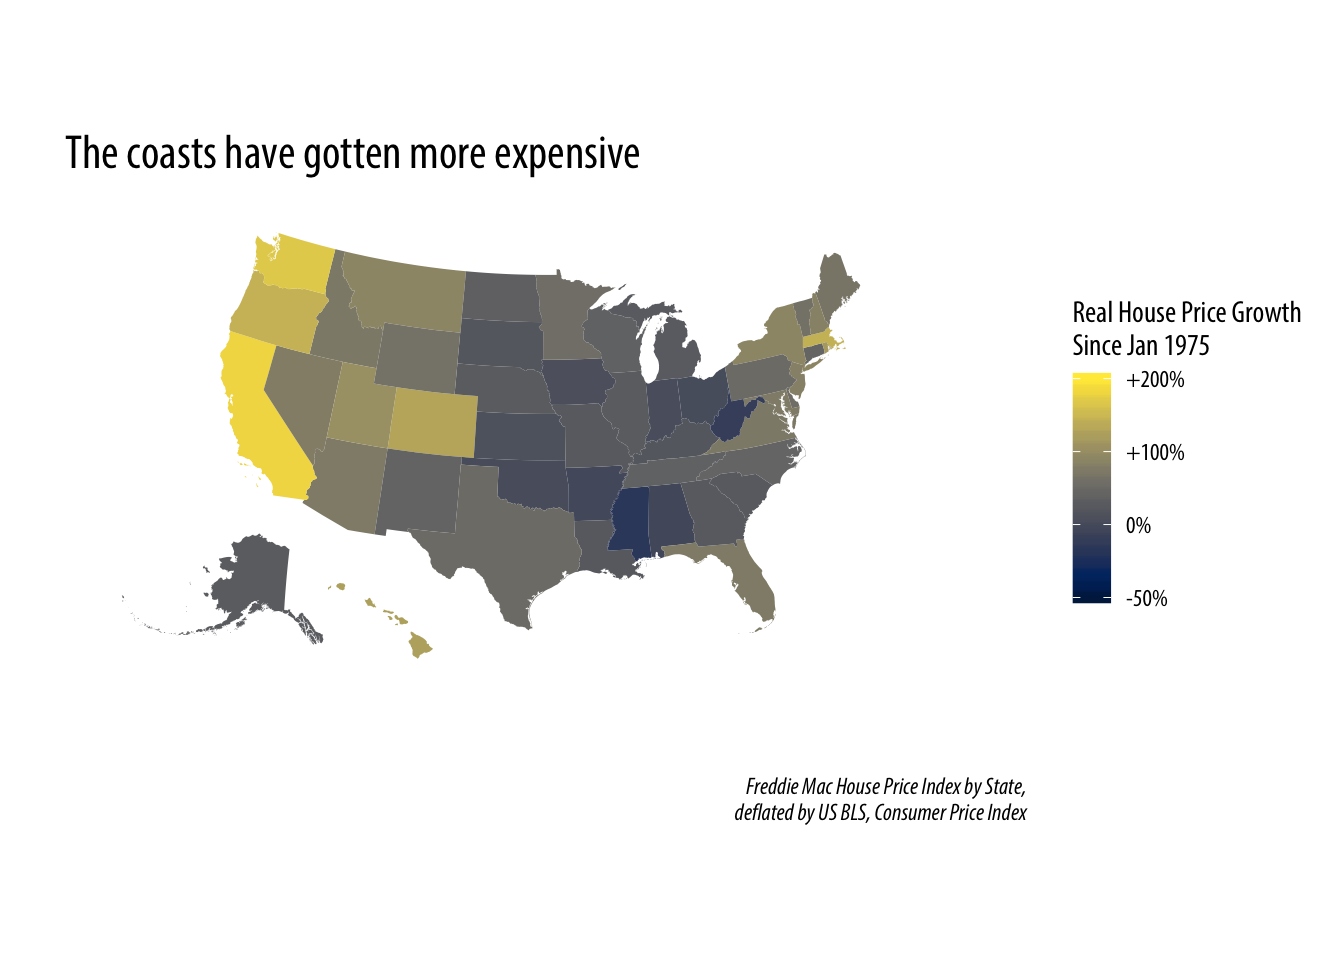 The coasts have gotten more expensive
Real House Price Growth
Since Jan 1975
+200%
+100%
0%
-50%
Freddie Mac House Price Index by State,
deflated by US BLS, Consumer Price Index